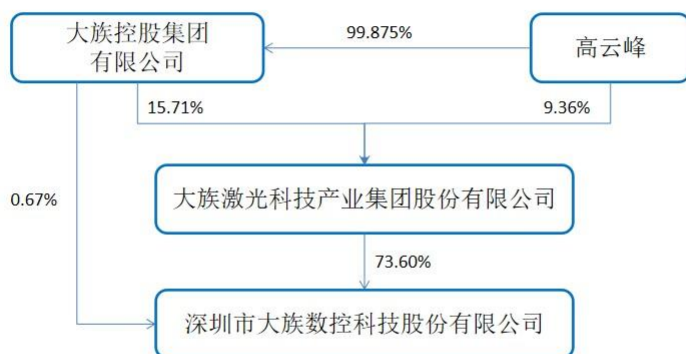 大族控股集团
有限公司
99.875%
高云峰
15.71%
9.36%
0.67%
大族激光科技产业集团股份有限公司
73.60%
深圳市大族数控科技股份有限公司